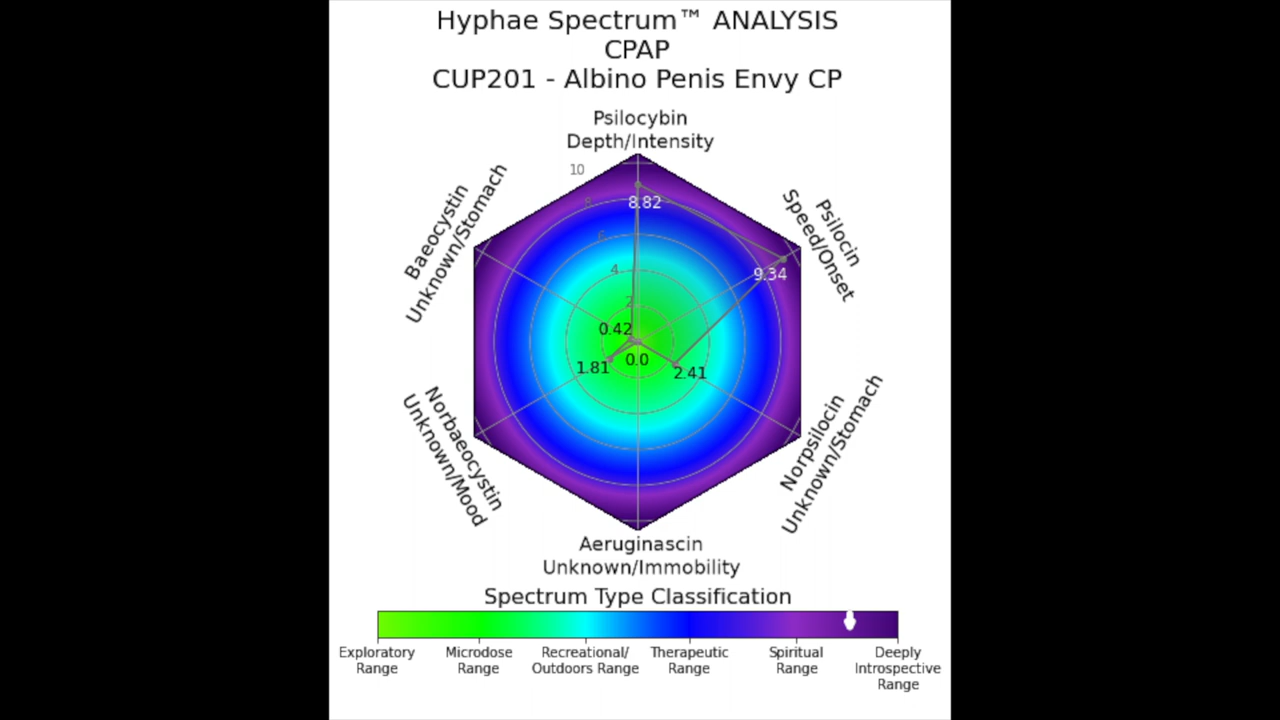 Hyphae Spectrum™ ANALYSIS
CPAP
CUP201 - Albino Penis Envy CP
Psilocybin
Depth/Intensity
Psilocin
Speed/Onset
Baeocystin
Unknown/Stomach
10
8
6
4
2
8.82
9.34
0.42
0.0
1.81
2.41
Norbaeocystin
Unknown/Mood
Norpsilocin
Unknown/Stomach
Aeruginascin
Unknown/Immobility
Spectrum Type Classification
Exploratory
Range
Microdose
Range
Recreational/
Outdoors Range
Therapeutic
Range
Spiritual
Range
Deeply
Introspective
Range